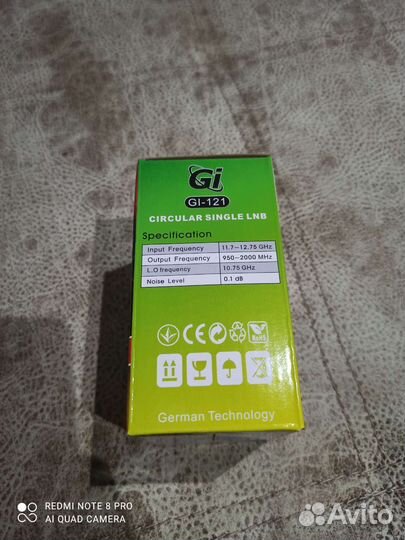 Gi
GI-121
CIRCULAR SINGLE LNB
Specification
Input Frequency 11.7–12.75 GHz
Output Frequency 950–2000 MHz
L.O frequency 10.75 GHz
Noise Level 0.1 dB
CE RoHS
German Technology
REDMI NOTE 8 PRO
AI QUAD CAMERA
Avito